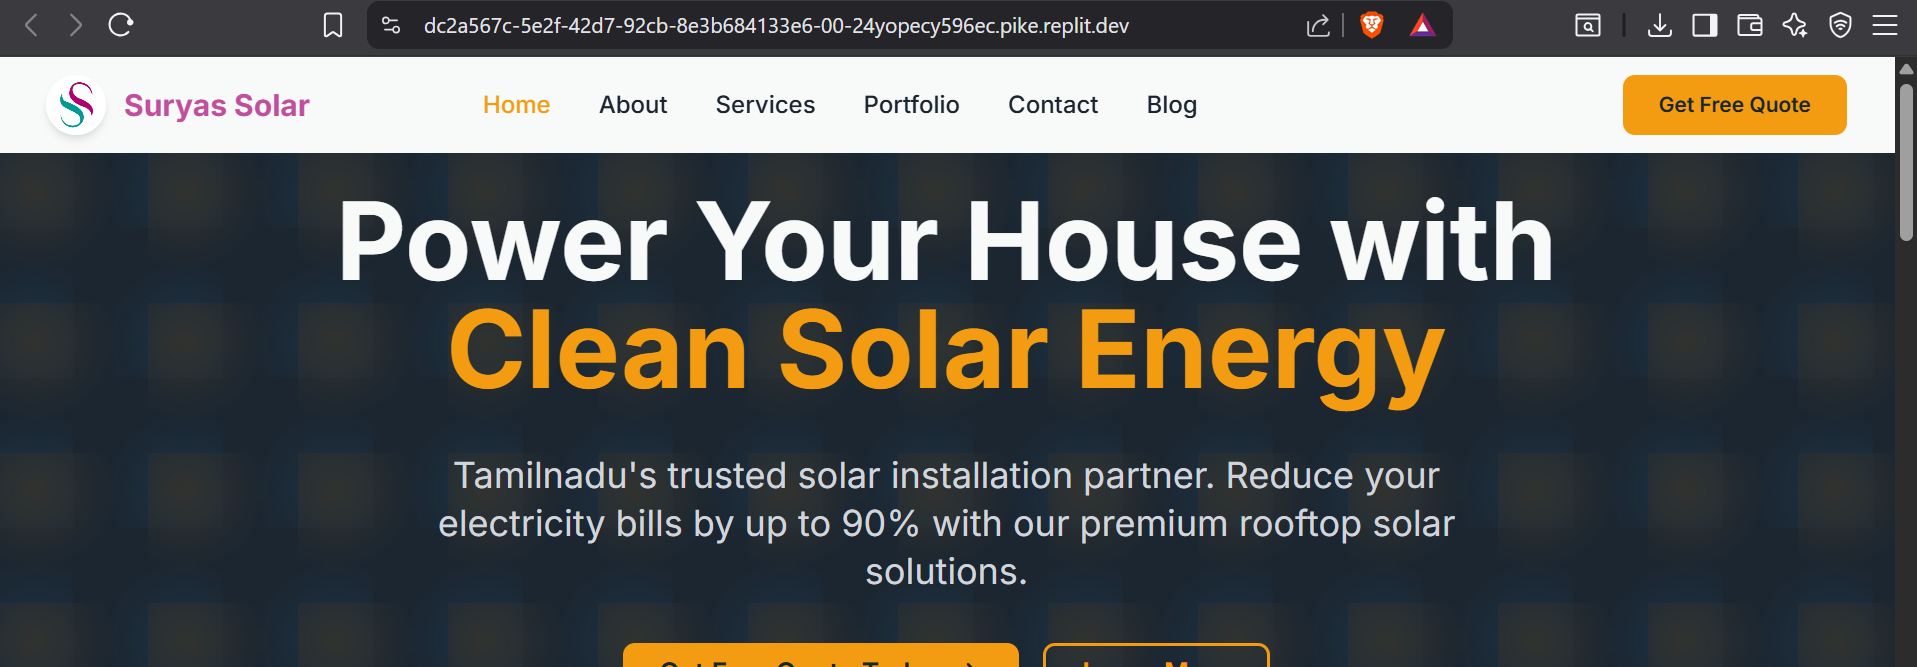 dc2a567c-5e2f-42d7-92cb-8e3b684133e6-00-24yopecy596ec.pike.replit.dev
Suryas Solar
Home About Services Portfolio Contact Blog
Get Free Quote
Power Your House with
Clean Solar Energy
Tamilnadu's trusted solar installation partner. Reduce your
electricity bills by up to 90% with our premium rooftop solar
solutions.